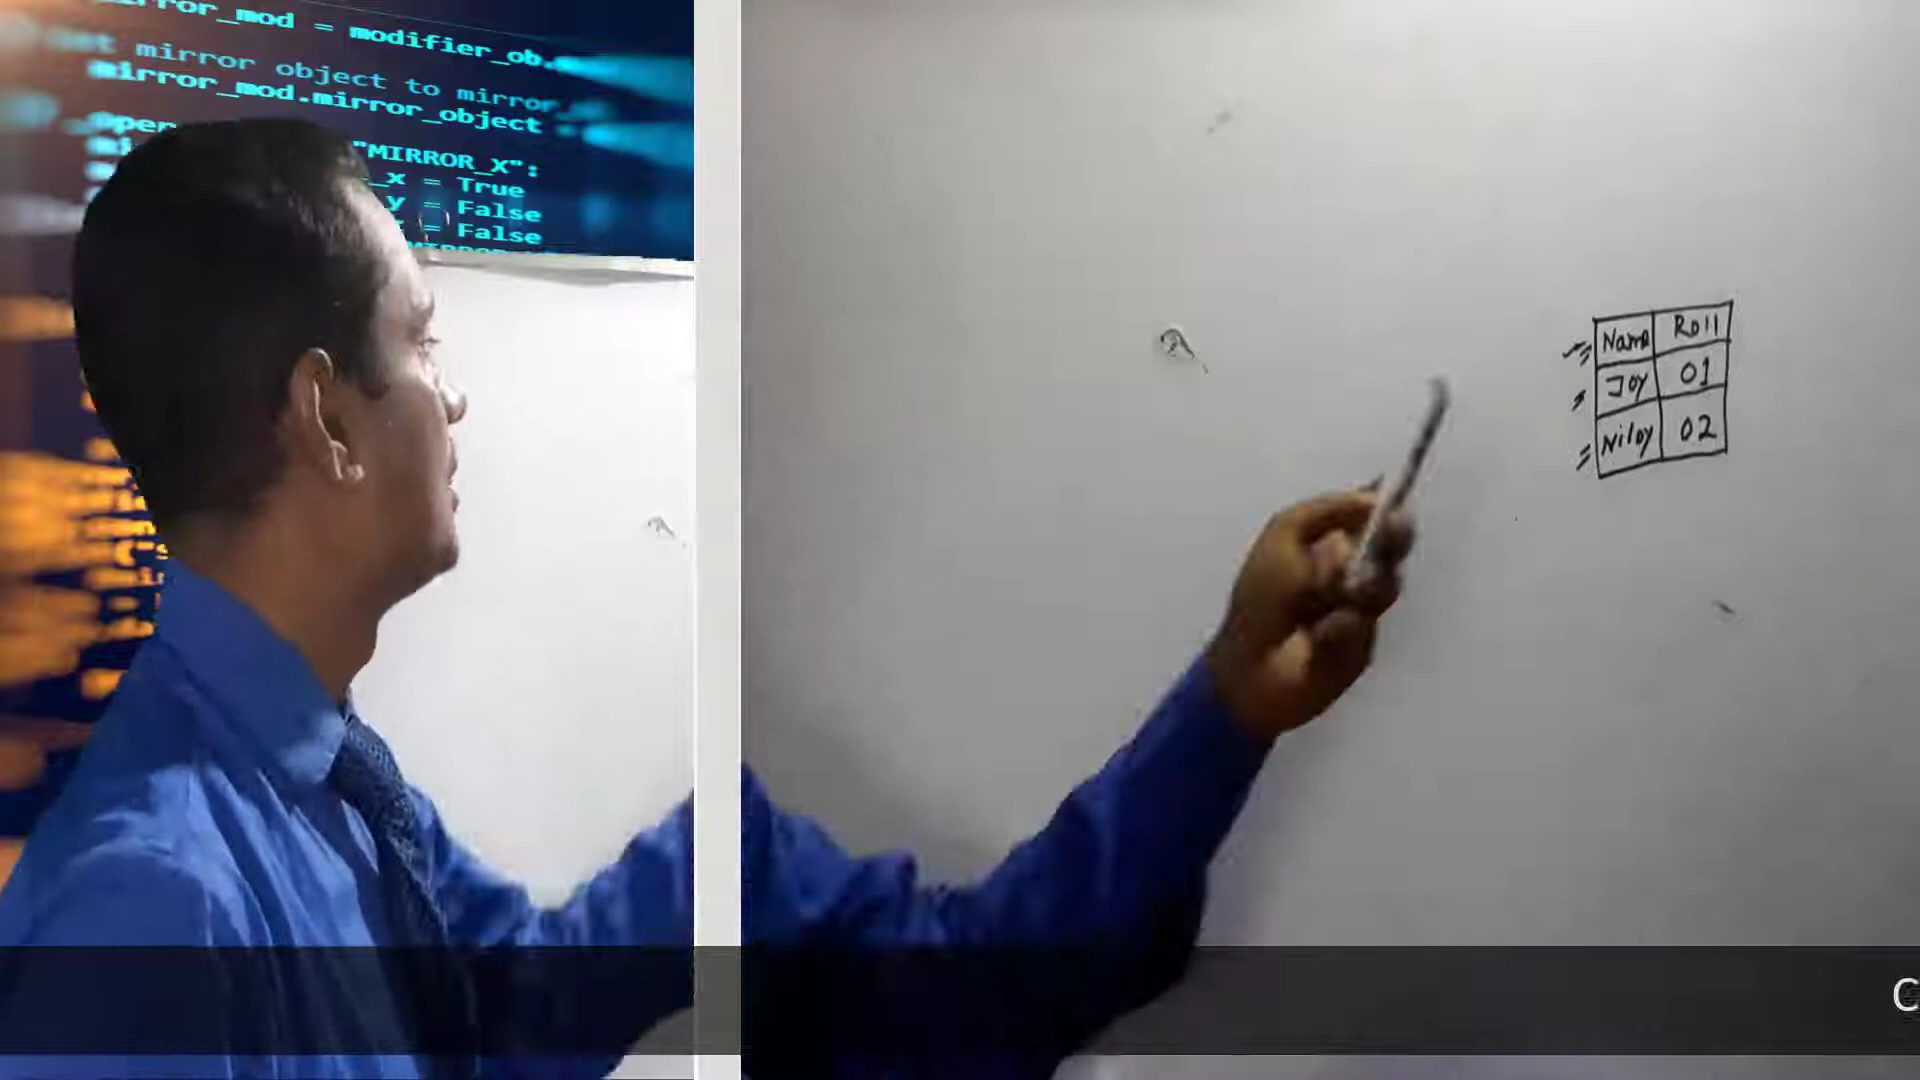 mirror_mod = modifier_ob.
mirror object to mirror
mirror_mod.mirror_object
"MIRROR_X":
_x = True
_y = False
= False
Name Roll
Joy 01
Niloy 02
C